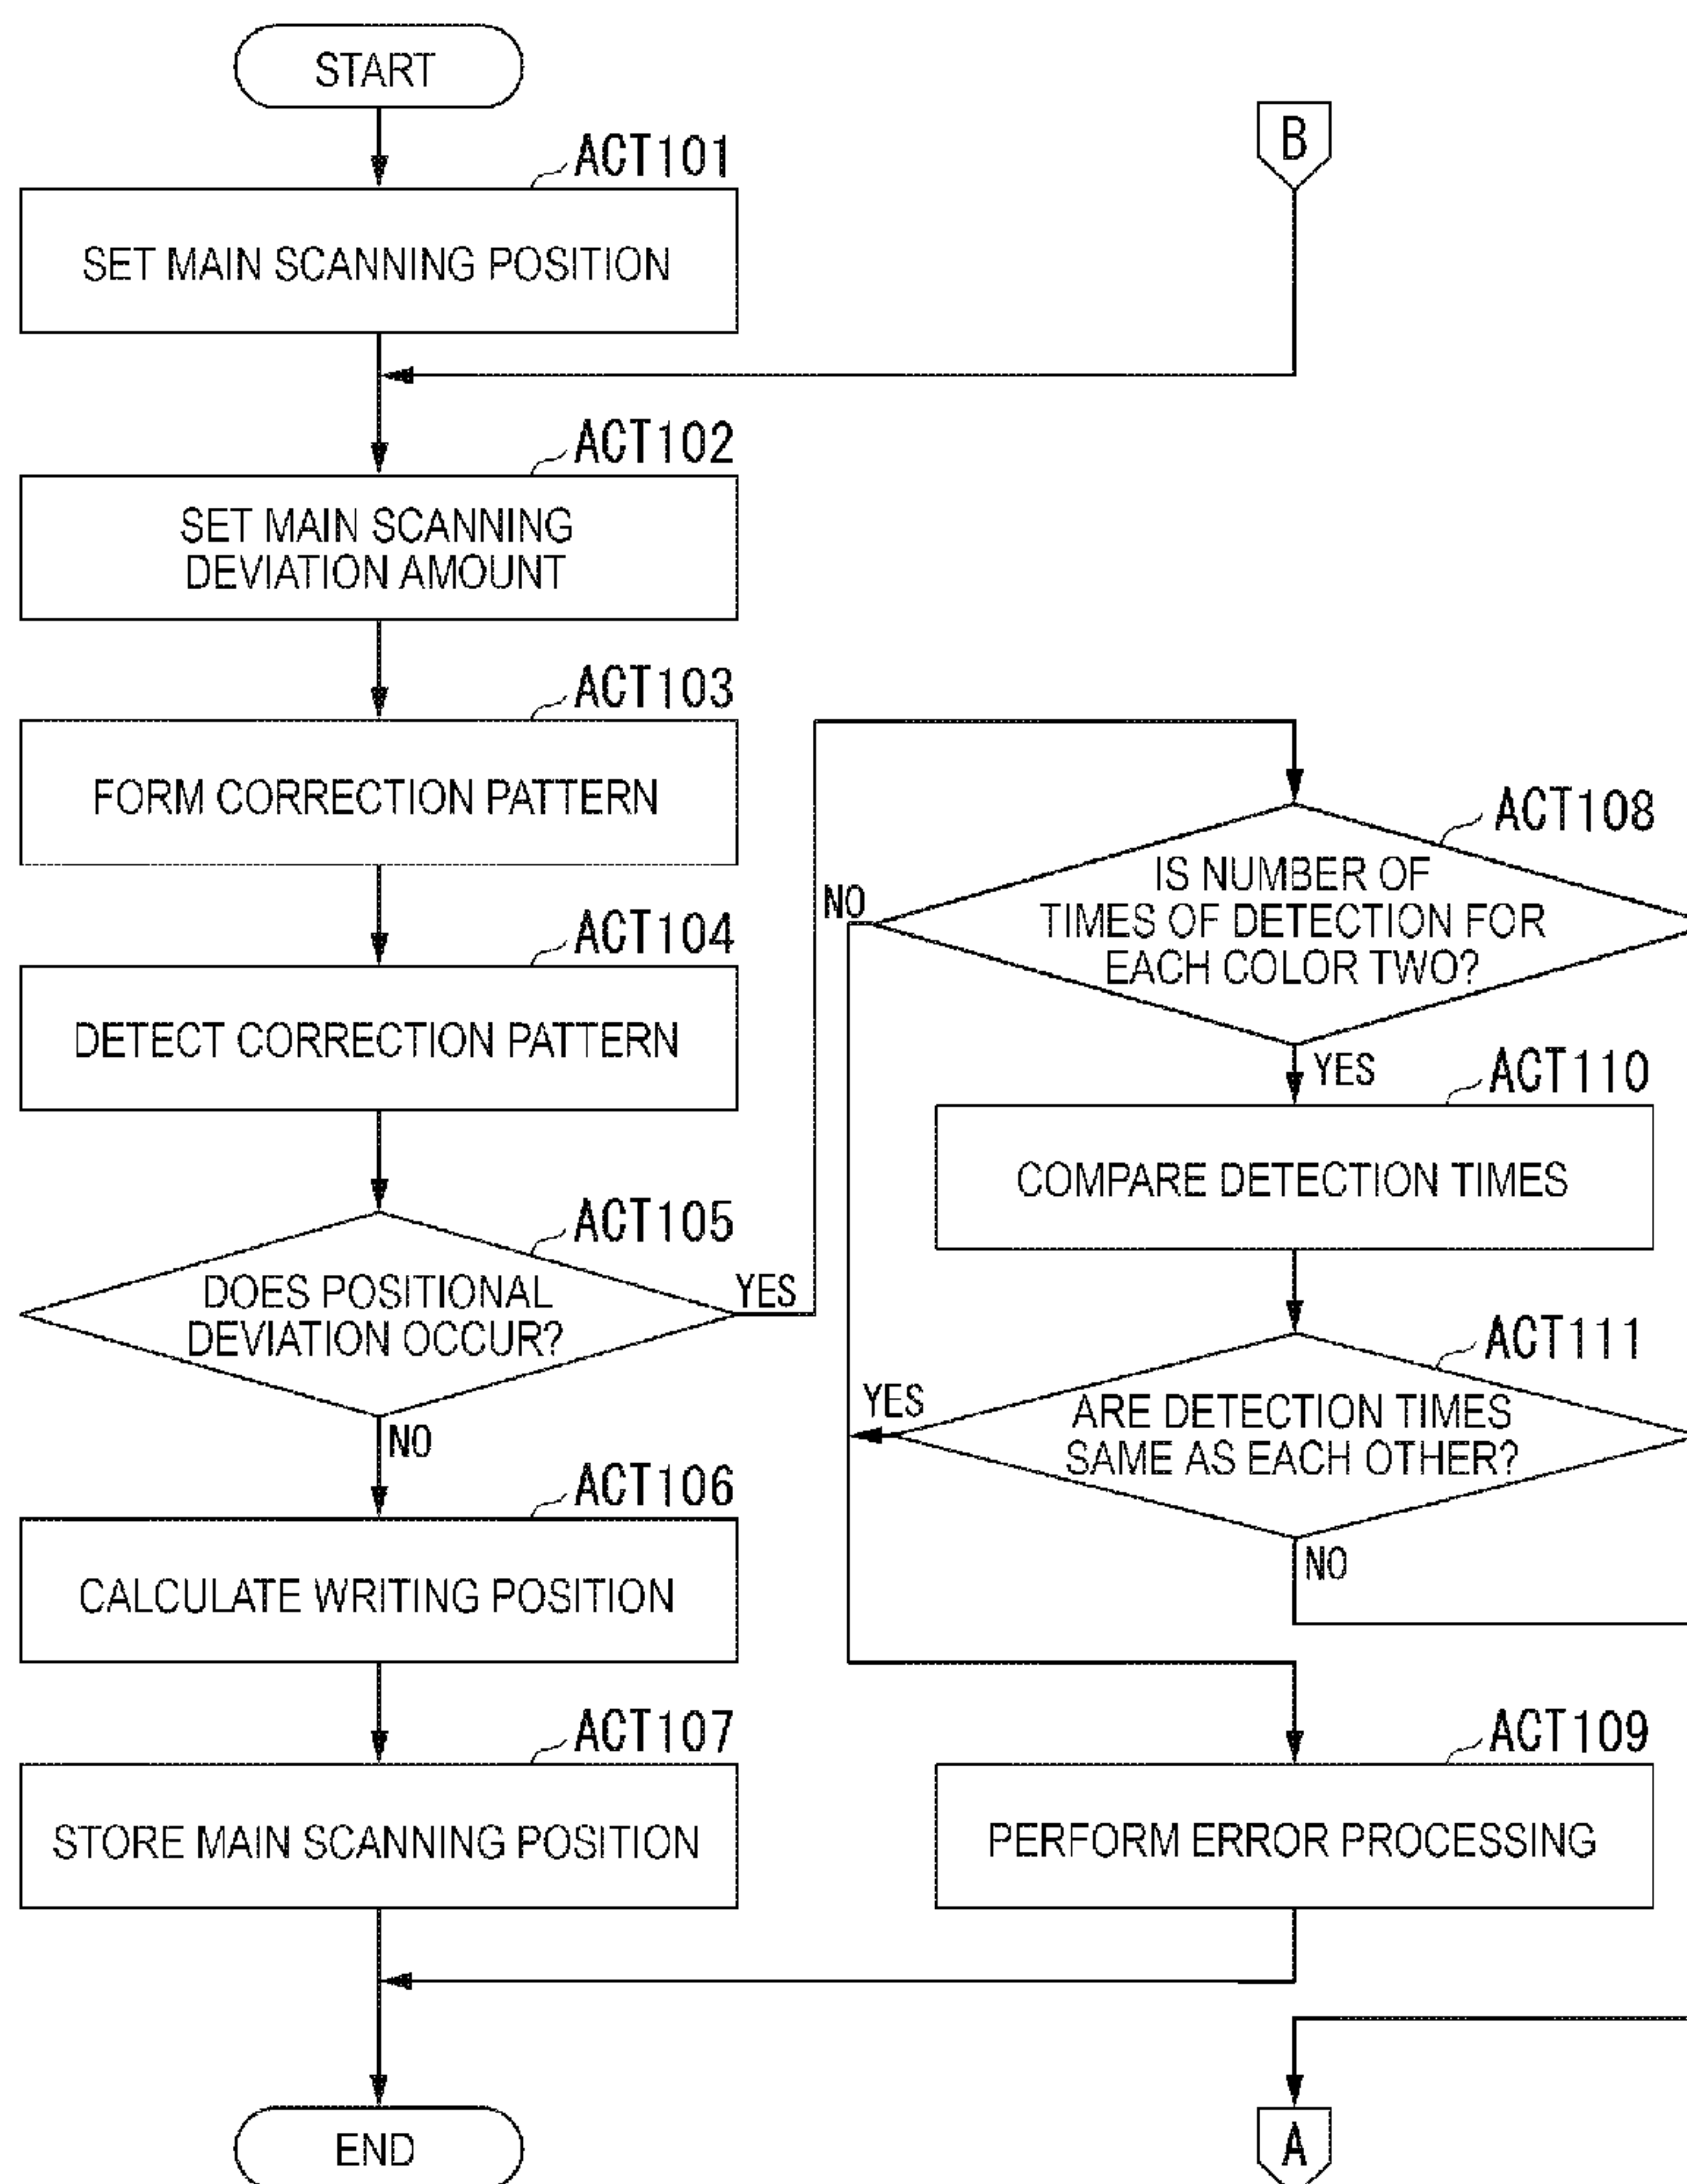 START
ACT101
SET MAIN SCANNING POSITION
B
ACT102
SET MAIN SCANNING
DEVIATION AMOUNT
ACT103
FORM CORRECTION PATTERN
ACT104
DETECT CORRECTION PATTERN
ACT105
DOES POSITIONAL
DEVIATION OCCUR?
YES
NO
ACT106
CALCULATE WRITING POSITION
ACT107
STORE MAIN SCANNING POSITION
END
ACT108
IS NUMBER OF
TIMES OF DETECTION FOR
EACH COLOR TWO?
NO
YES
ACT110
COMPARE DETECTION TIMES
ACT111
ARE DETECTION TIMES
SAME AS EACH OTHER?
YES
NO
ACT109
PERFORM ERROR PROCESSING
A